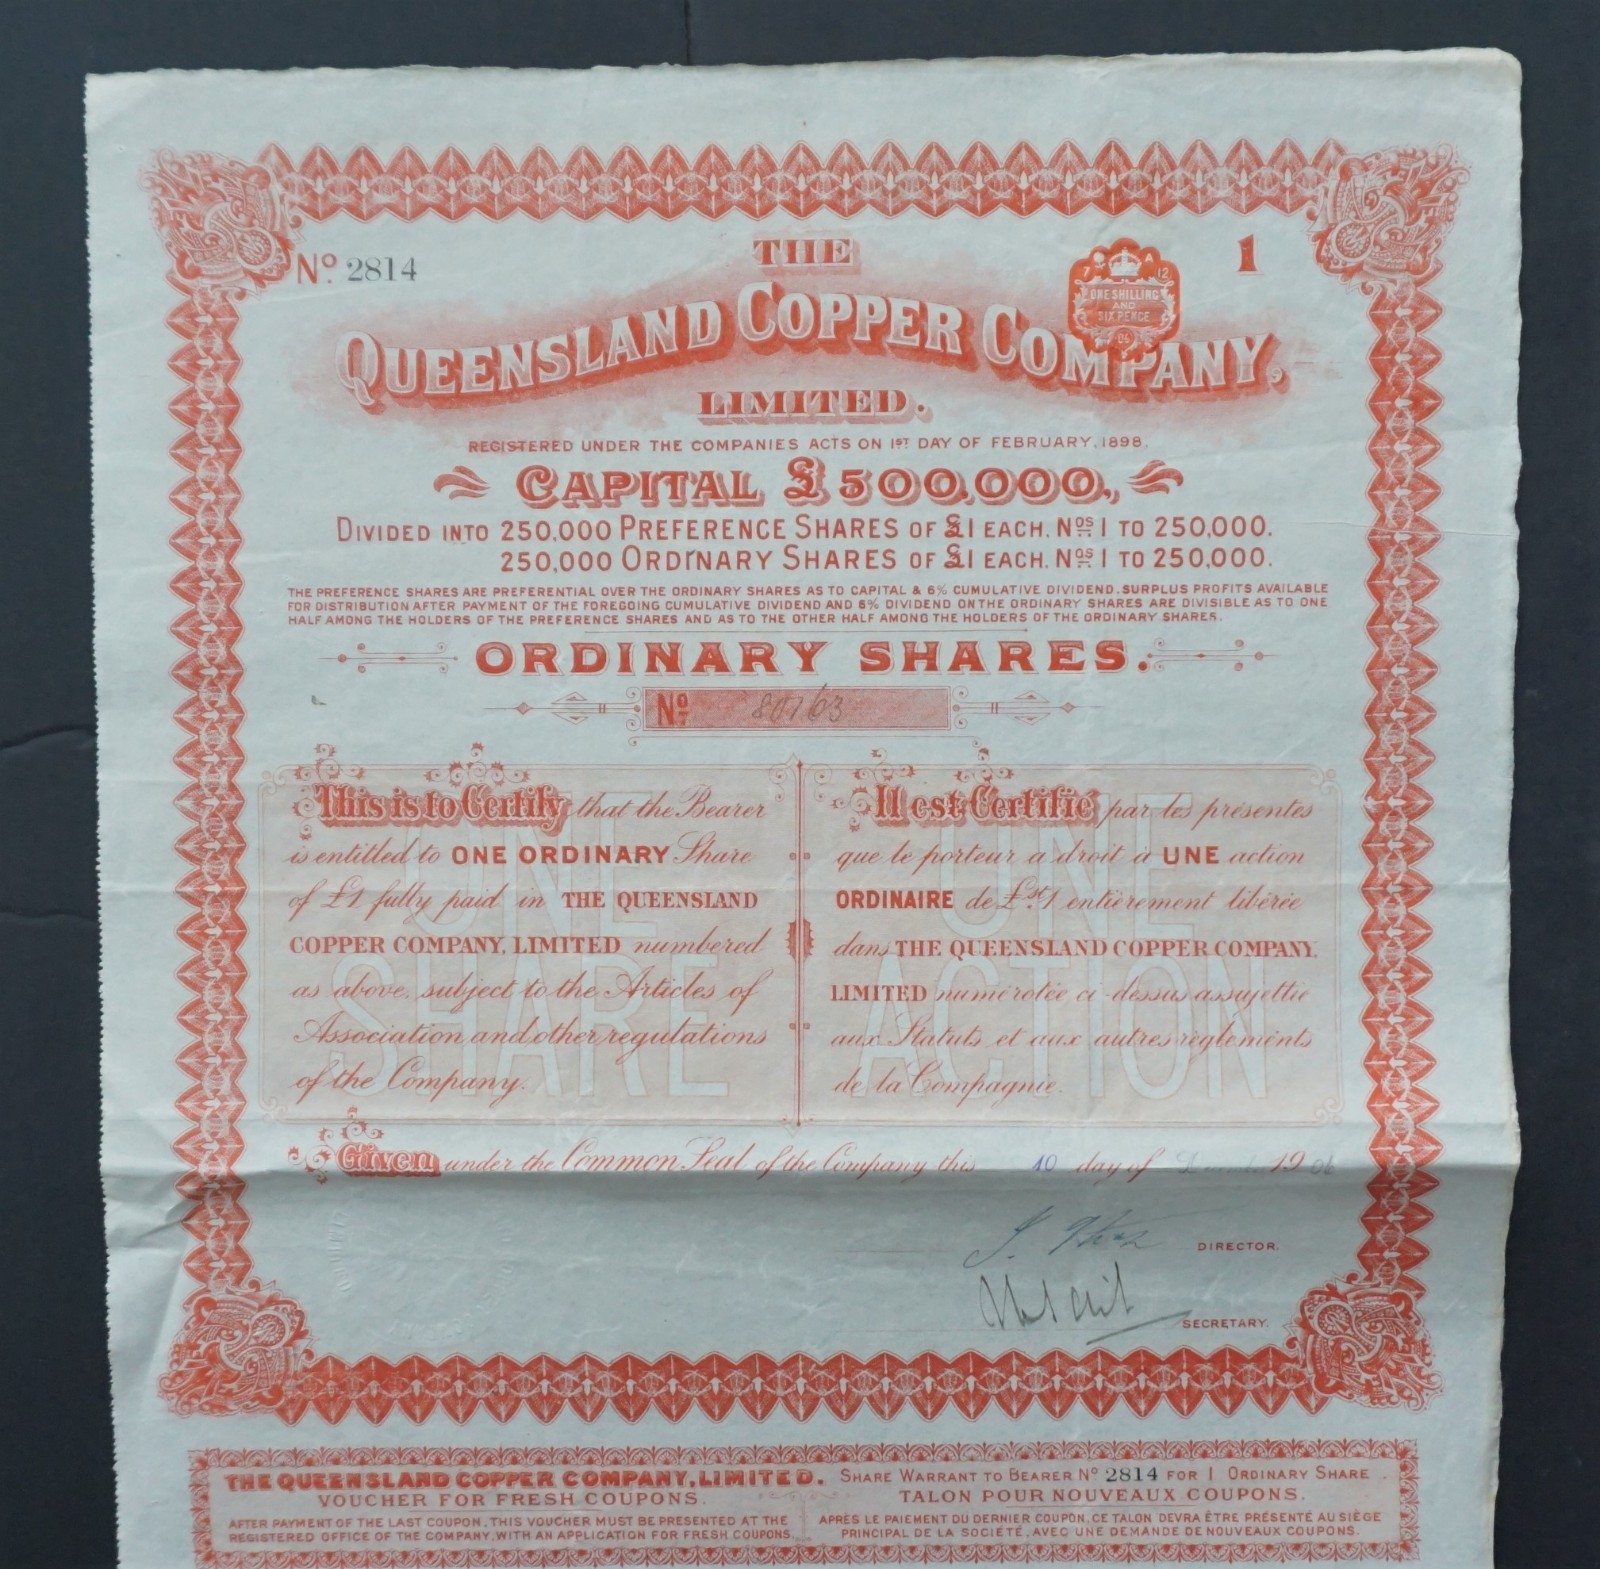 No. 2814
1
7 A 12
ONE SHILLING
AND
SIX PENCE
06
THE
QUEENSLAND COPPER COMPANY,
LIMITED.
REGISTERED UNDER THE COMPANIES ACTS ON 1ST DAY OF FEBRUARY, 1898.
CAPITAL £500,000,
DIVIDED INTO 250,000 PREFERENCE SHARES OF £1 EACH. NOS. 1 TO 250,000.
250,000 ORDINARY SHARES OF £1 EACH. NOS. 1 TO 250,000.
THE PREFERENCE SHARES ARE PREFERENTIAL OVER THE ORDINARY SHARES AS TO CAPITAL & 6% CUMULATIVE DIVIDEND. SURPLUS PROFITS AVAILABLE
FOR DISTRIBUTION AFTER PAYMENT OF THE FOREGOING CUMULATIVE DIVIDEND AND 6% DIVIDEND ON THE ORDINARY SHARES ARE DIVISIBLE AS TO ONE
HALF AMONG THE HOLDERS OF THE PREFERENCE SHARES AND AS TO THE OTHER HALF AMONG THE HOLDERS OF THE ORDINARY SHARES.
ORDINARY SHARES.
No. 80163
ONE
SHARE
This is to Certify that the Bearer
is entitled to ONE ORDINARY Share
of £1 fully paid in THE QUEENSLAND
COPPER COMPANY, LIMITED numbered
as above, subject to the Articles of
Association and other regulations
of the Company.
UNE
ACTION
Il est Certifié par les présentes
que le porteur a droit à UNE action
ORDINAIRE de £st. 1 entièrement libérée
dans THE QUEENSLAND COPPER COMPANY,
LIMITED numérotée ci-dessus assujettie
aux Statuts et aux autres règlements
de la Compagnie.
Given under the Common Seal of the Company this 10 day of 1906
DIRECTOR.
SECRETARY.
THE QUEENSLAND COPPER COMPANY, LIMITED. SHARE WARRANT TO BEARER No. 2814 FOR 1 ORDINARY SHARE
VOUCHER FOR FRESH COUPONS.
AFTER PAYMENT OF THE LAST COUPON, THIS VOUCHER MUST BE PRESENTED AT THE
REGISTERED OFFICE OF THE COMPANY, WITH AN APPLICATION FOR FRESH COUPONS.
TALON POUR NOUVEAUX COUPONS.
APRÈS LE PAIEMENT DU DERNIER COUPON, CE TALON DEVRA ÊTRE PRÉSENTÉ AU SIÈGE
PRINCIPAL DE LA SOCIÉTÉ, AVEC UNE DEMANDE DE NOUVEAUX COUPONS.